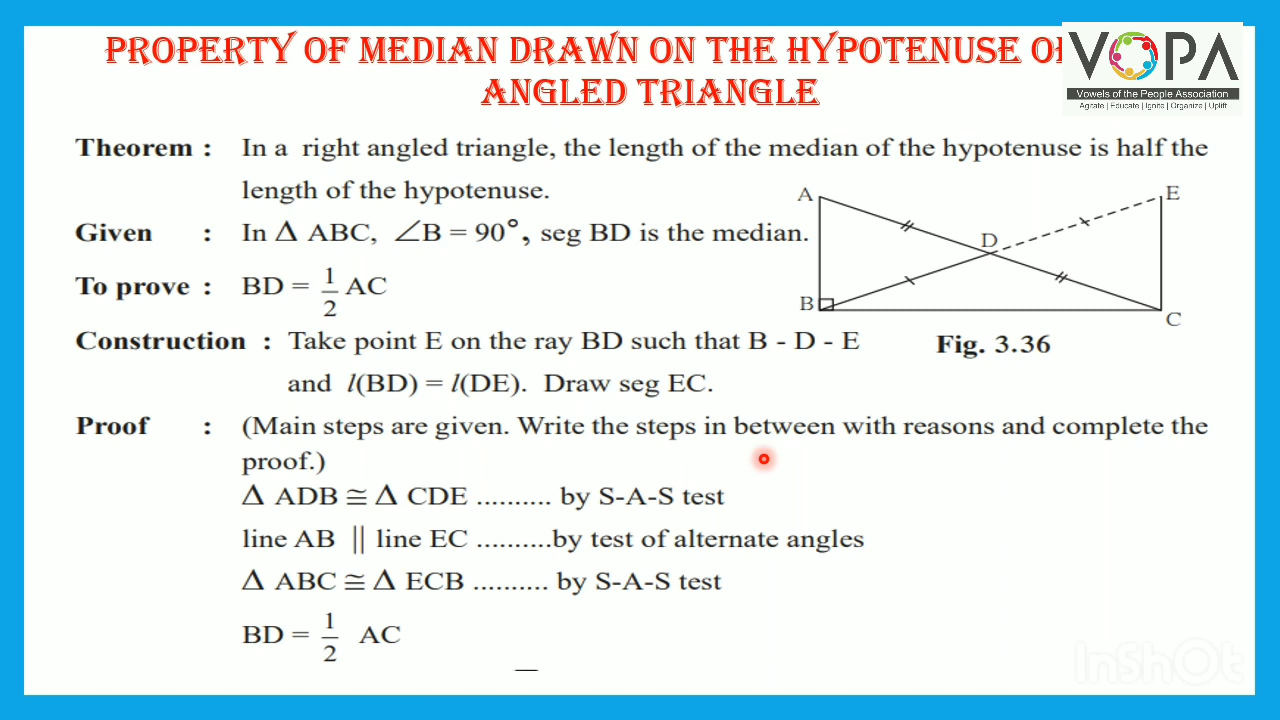 PROPERTY OF MEDIAN DRAWN ON THE HYPOTENUSE OF
ANGLED TRIANGLE
VOPA
Vowels of the People Association
Agitate | Educate | Ignite | Organize | Uplift
Theorem : In a right angled triangle, the length of the median of the hypotenuse is half the
length of the hypotenuse.
Given : In Δ ABC, ∠B = 90°, seg BD is the median.
To prove : BD = 1/2 AC
Construction : Take point E on the ray BD such that B - D - E
and l(BD) = l(DE). Draw seg EC.
A
E
D
B
C
Fig. 3.36
Proof : (Main steps are given. Write the steps in between with reasons and complete the
proof.)
Δ ADB ≅ Δ CDE .......... by S-A-S test
line AB || line EC ..........by test of alternate angles
Δ ABC ≅ Δ ECB .......... by S-A-S test
BD = 1/2 AC
InShOt